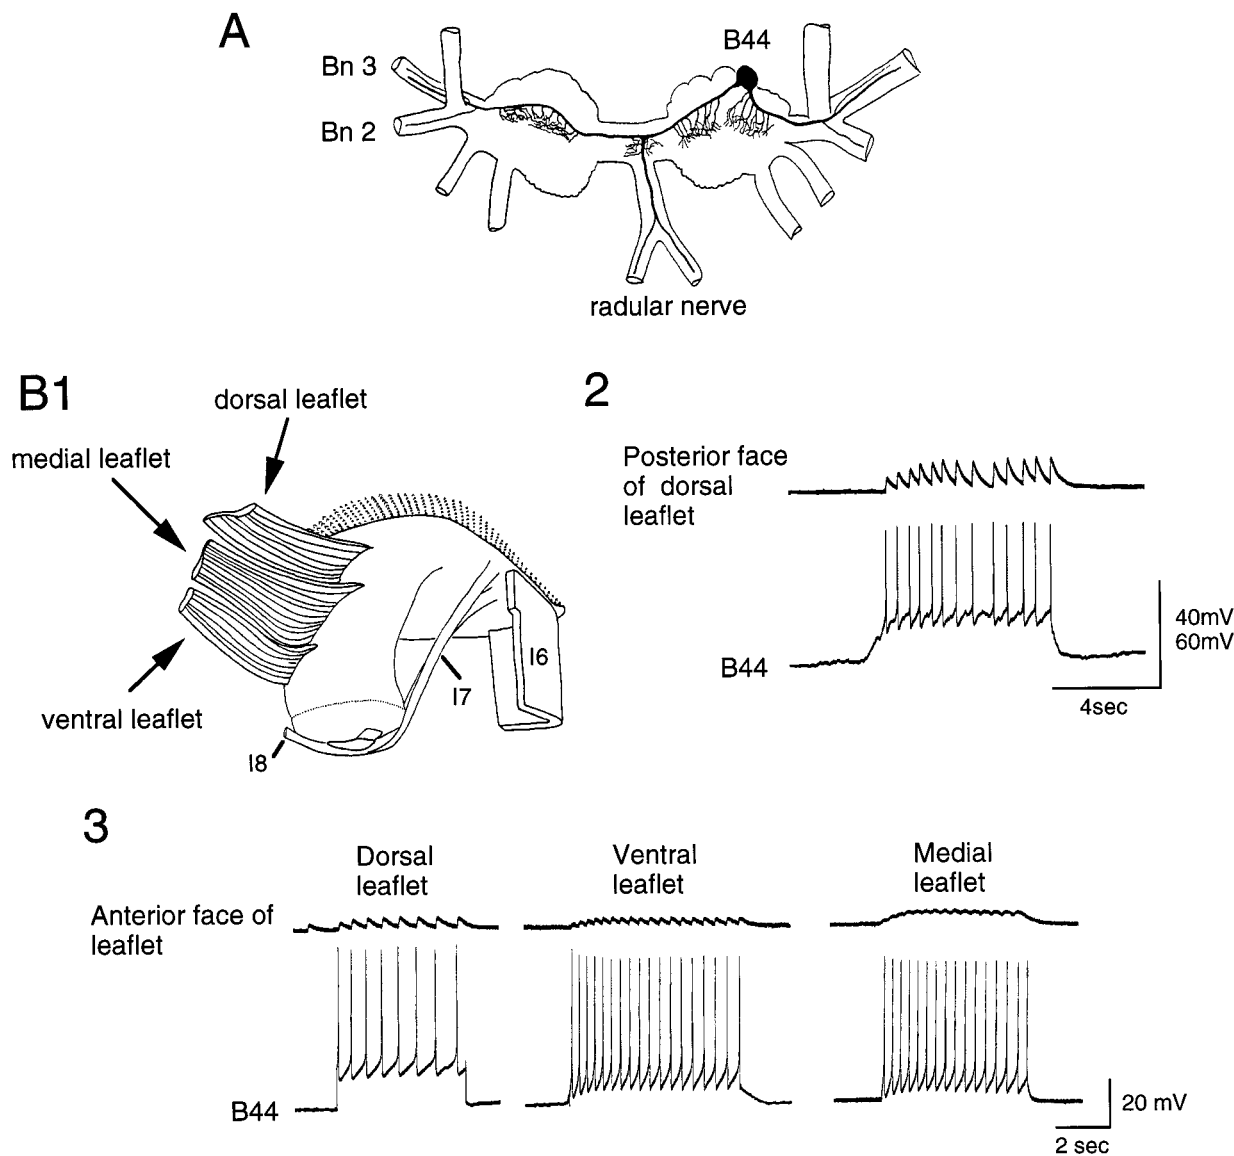 A
B44
Bn 3
Bn 2
radular nerve
B1
dorsal leaflet
medial leaflet
ventral leaflet
I6
I7
I8
2
Posterior face
of dorsal
leaflet
B44
40mV
60mV
4sec
3
Dorsal
leaflet
Ventral
leaflet
Medial
leaflet
Anterior face of
leaflet
B44
20 mV
2 sec